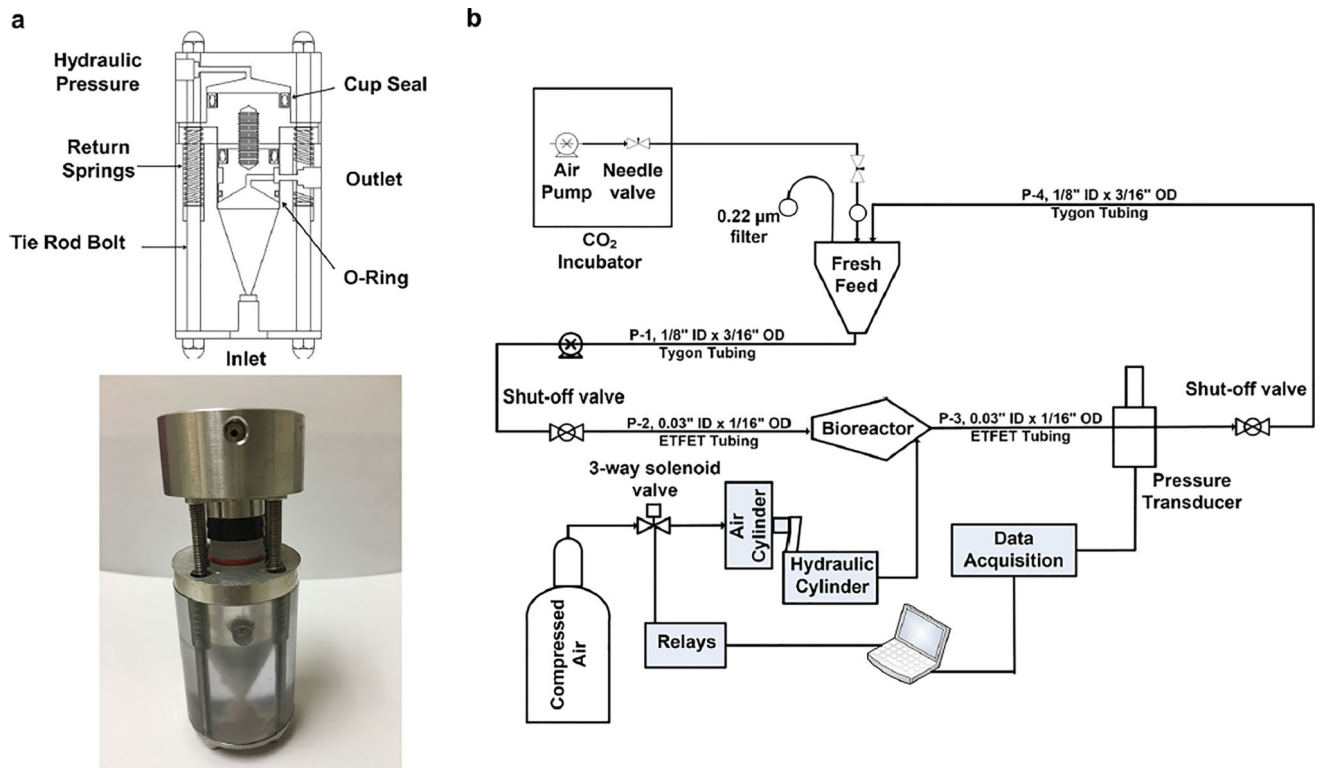 a
Hydraulic
Pressure
Cup Seal
Return
Springs
Outlet
Tie Rod Bolt
O-Ring
Inlet
b
Air
Pump
Needle
valve
CO₂
Incubator
0.22 µm
filter
Fresh
Feed
P-4, 1/8" ID x 3/16" OD
Tygon Tubing
P-1, 1/8" ID x 3/16" OD
Tygon Tubing
Shut-off valve
P-2, 0.03" ID x 1/16" OD
ETFET Tubing
Bioreactor
P-3, 0.03" ID x 1/16" OD
ETFET Tubing
Shut-off valve
Pressure
Transducer
3-way solenoid
valve
Air
Cylinder
Hydraulic
Cylinder
Data
Acquisition
Compressed
Air
Relays